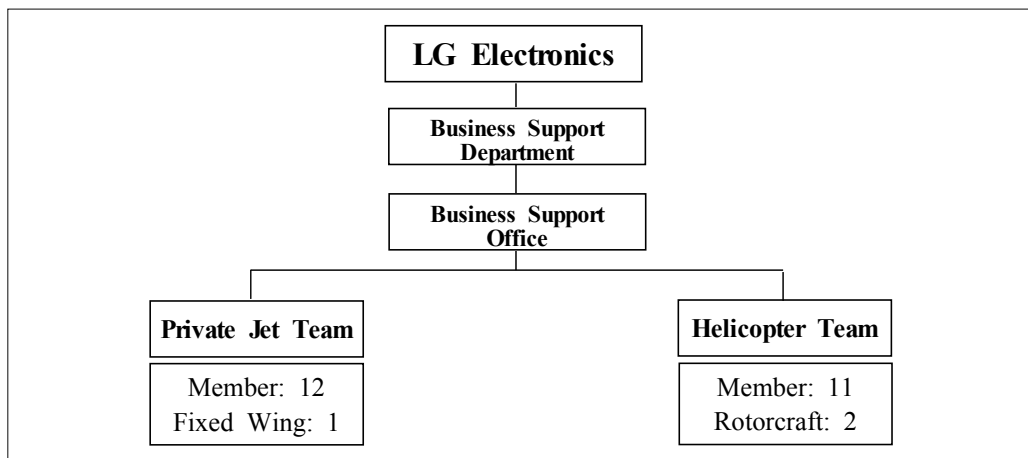 LG Electronics
Business Support
Department
Business Support
Office
Private Jet Team
Helicopter Team
Member: 12
Fixed Wing: 1
Member: 11
Rotorcraft: 2